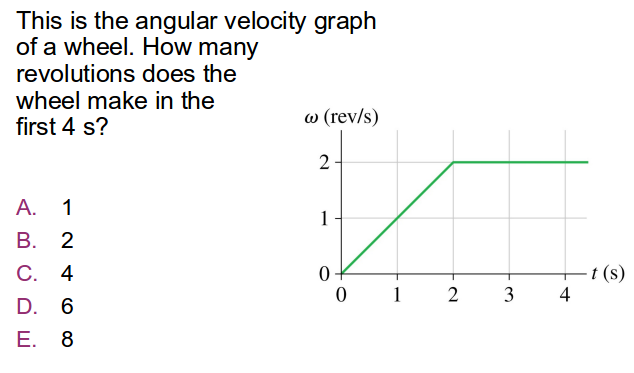 This is the angular velocity graph
of a wheel. How many
revolutions does the
wheel make in the
first 4 s?
A. 1
B. 2
C. 4
D. 6
E. 8
ω (rev/s)
2
1
0
t (s)
0 1 2 3 4